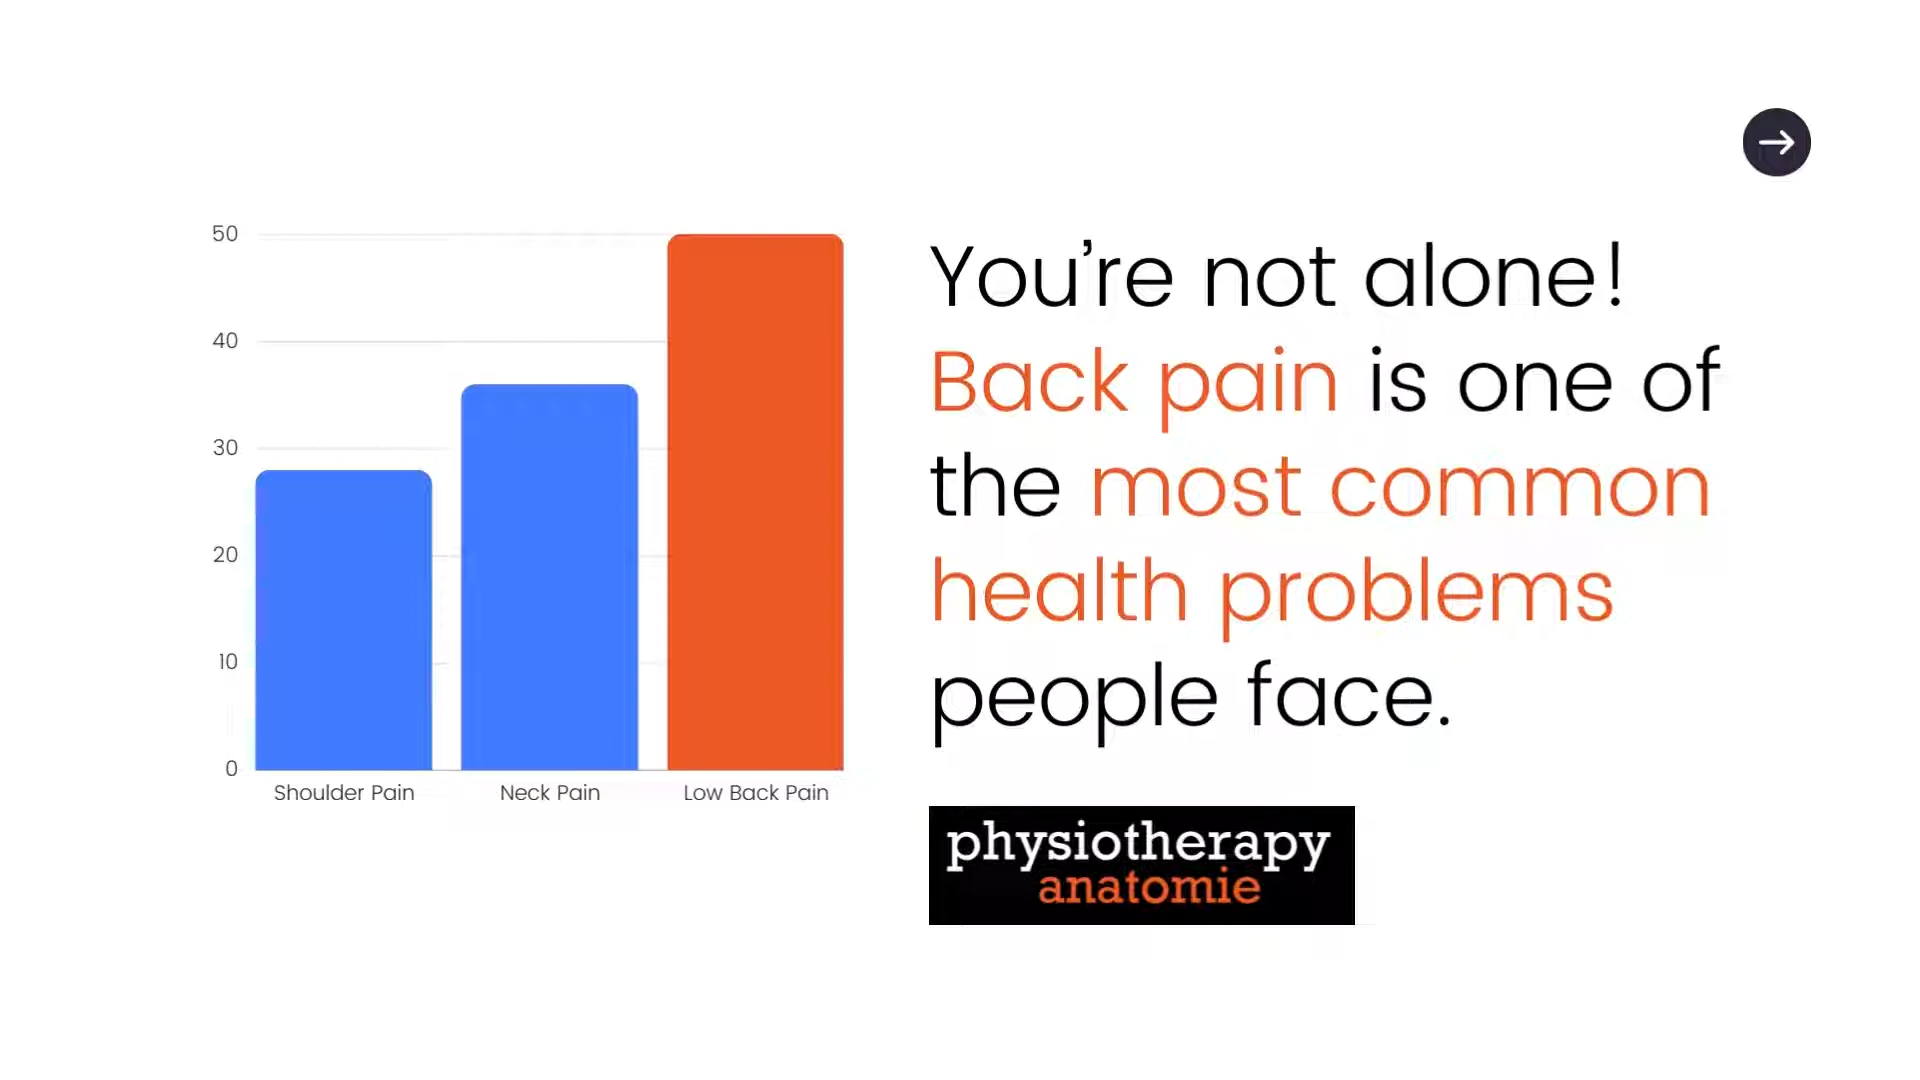 50
40
30
20
10
0
Shoulder Pain
Neck Pain
Low Back Pain
You’re not alone!
Back pain is one of
the most common
health problems
people face.
physiotherapy
anatomie